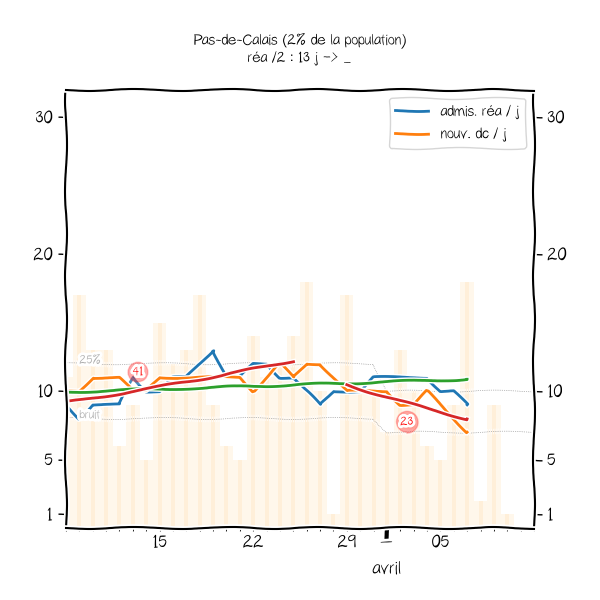 Pas-de-Calais (2% de la population)
réa /2 : 13 j -> _
admis. réa / j
nouv. dc / j
30
30
20
20
25%
41
10
10
bruit
23
5
5
1
1
15
22
29
05
avril